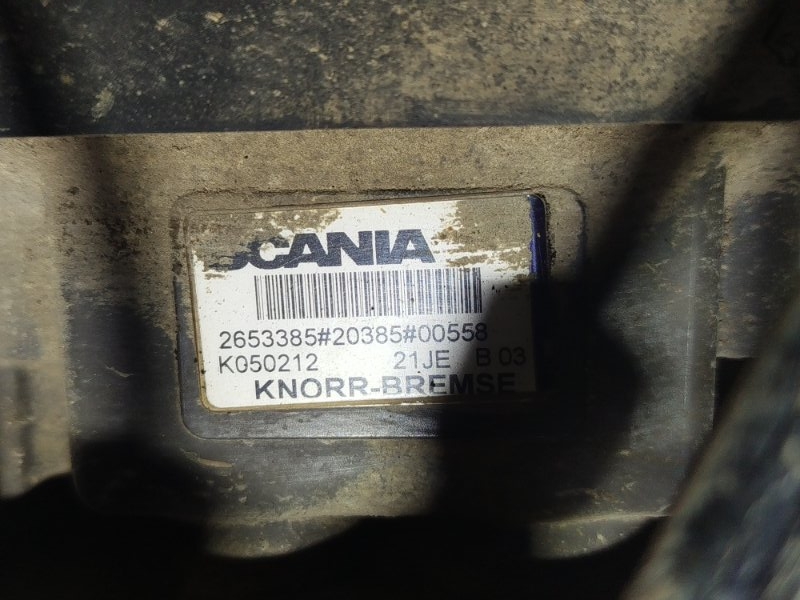 SCANIA
2653385#20385#00558
K050212 21JE B 03
KNORR-BREMSE